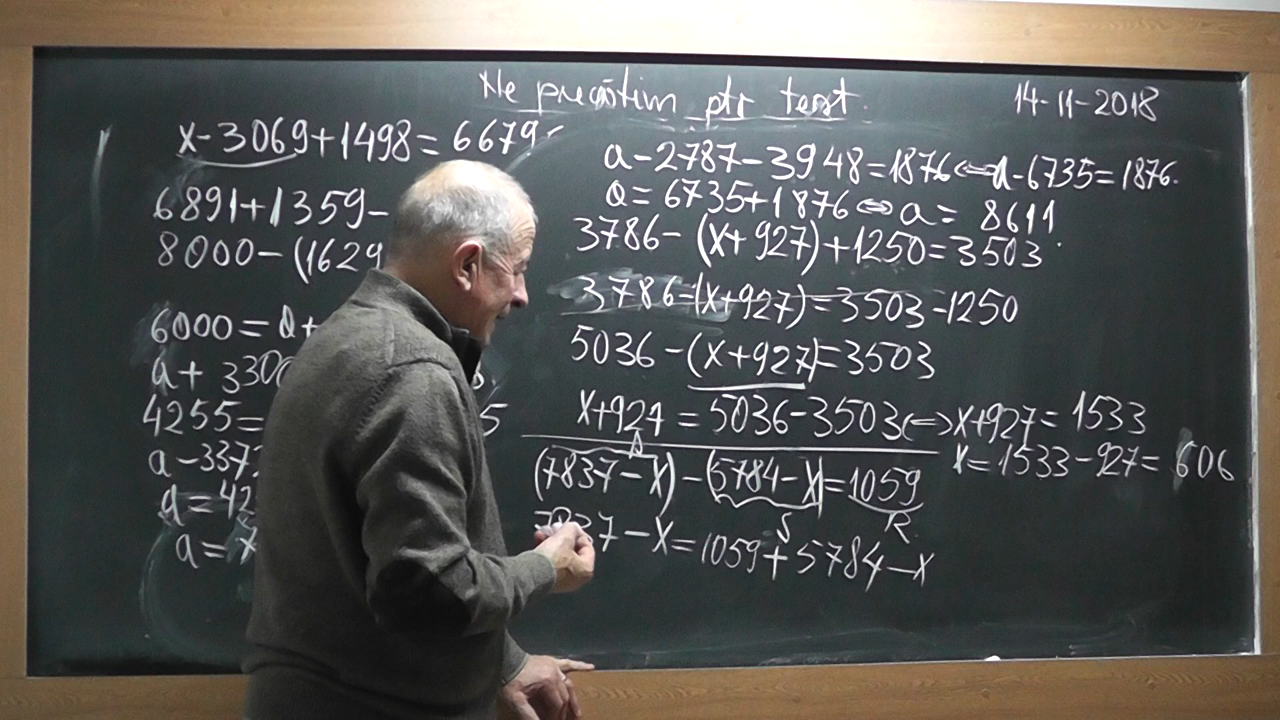 Ne pregătim ptr test.
14-11-2018
x-3069+1498=6679
6891+1359-
8000-(1629
6000=a+
a+3300
4255= 5
a-337
a=42
a=x
a-2787-3948=1876⇔a-6735=1876.
a=6735+1876⇔a=8611
3786-(x+927)+1250=3503.
3786-(x+927)=3503-1250
5036-(x+927)=3503
x+927=5036-3503⇔x+927=1533
x=1533-927=606
D
(7837-x)-(5784-x)=1059
S R
7837-x=1059+5784-x